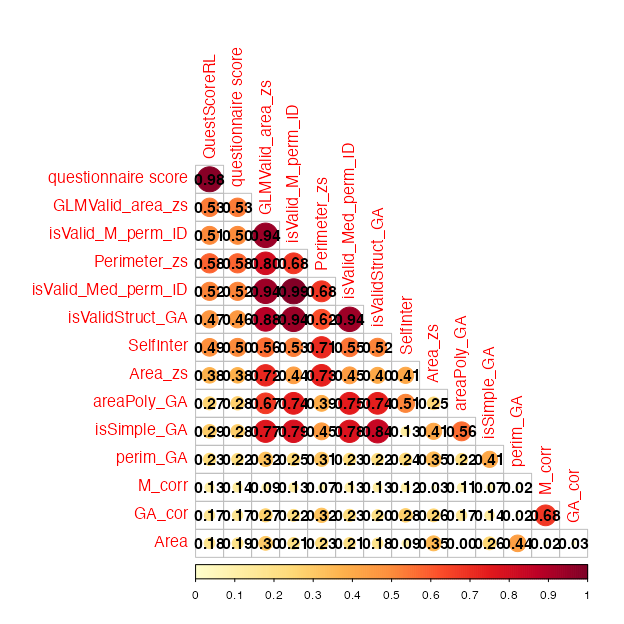 QuestScoreRL
questionnaire score
GLMValid_area_zs
isValid_M_perm_ID
Perimeter_zs
isValid_Med_perm_ID
isValidStruct_GA
SelfInter
Area_zs
areaPoly_GA
isSimple_GA
perim_GA
M_corr
GA_cor
questionnaire score 0.98
GLMValid_area_zs 0.53 0.53
isValid_M_perm_ID 0.51 0.50 0.94
Perimeter_zs 0.58 0.58 0.80 0.68
isValid_Med_perm_ID 0.52 0.52 0.94 0.99 0.68
isValidStruct_GA 0.47 0.46 0.88 0.94 0.62 0.94
SelfInter 0.49 0.50 0.56 0.53 0.71 0.55 0.52
Area_zs 0.38 0.38 0.72 0.44 0.73 0.45 0.40 0.41
areaPoly_GA 0.27 0.28 0.67 0.74 0.39 0.75 0.74 0.51 0.25
isSimple_GA 0.29 0.28 0.77 0.79 0.45 0.78 0.84 0.13 0.41 0.56
perim_GA 0.23 0.22 0.32 0.25 0.31 0.23 0.22 0.24 0.35 0.22 0.41
M_corr 0.13 0.14 0.09 0.13 0.07 0.13 0.13 0.12 0.03 0.11 0.07 0.02
GA_cor 0.17 0.17 0.27 0.22 0.32 0.23 0.20 0.28 0.26 0.17 0.14 0.02 0.68
Area 0.18 0.19 0.30 0.21 0.23 0.21 0.18 0.09 0.35 0.00 0.26 0.44 0.02 0.03
0 0.1 0.2 0.3 0.4 0.5 0.6 0.7 0.8 0.9 1